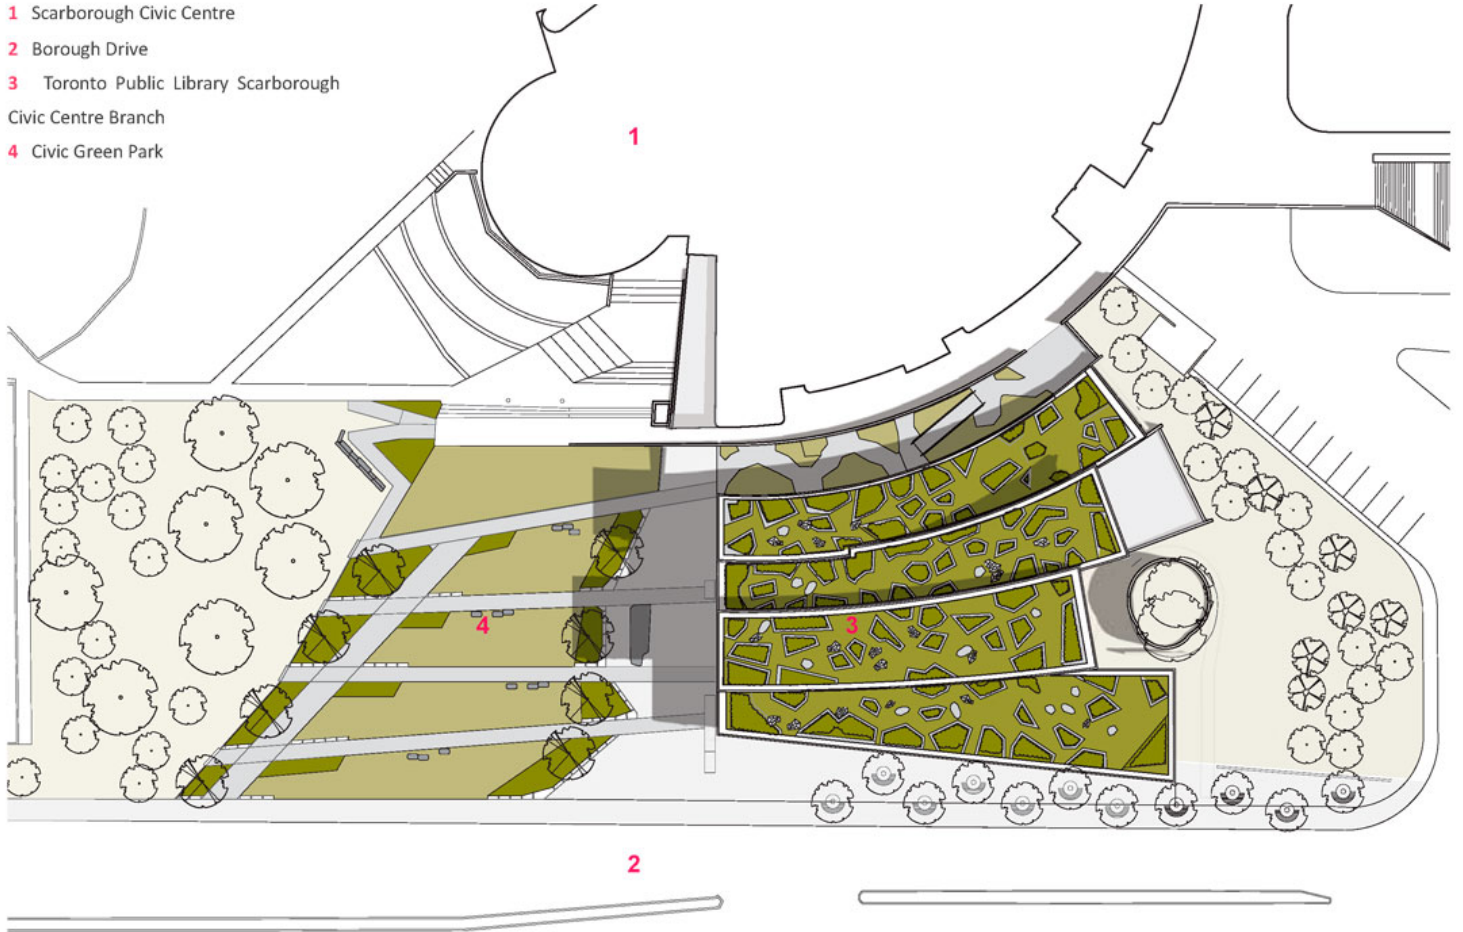 1 Scarborough Civic Centre
2 Borough Drive
3 Toronto Public Library Scarborough
Civic Centre Branch
4 Civic Green Park
1
4
3
2